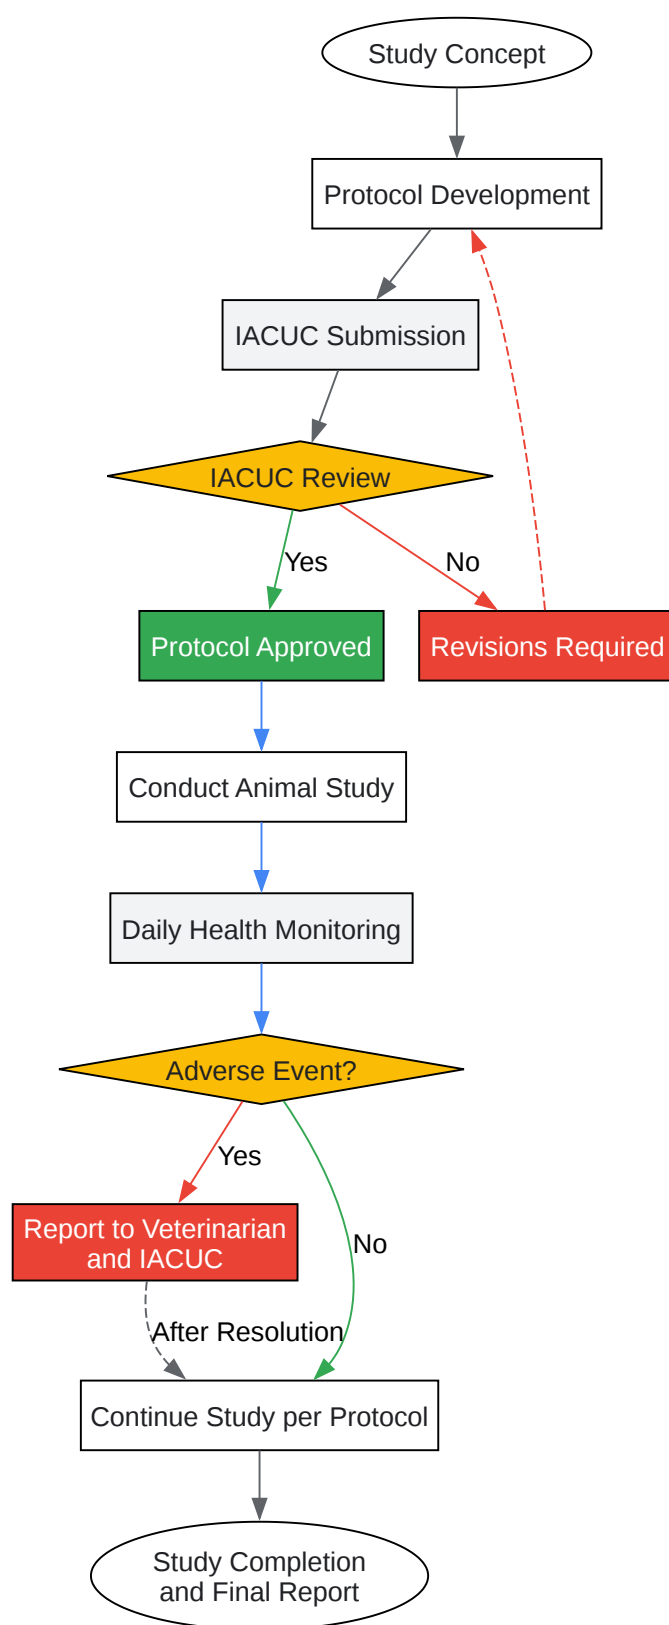 Study Concept
Protocol Development
IACUC Submission
IACUC Review
Yes
No
Protocol Approved
Revisions Required
Conduct Animal Study
Daily Health Monitoring
Adverse Event?
Yes
Report to Veterinarian
and IACUC
No
After Resolution
Continue Study per Protocol
Study Completion
and Final Report